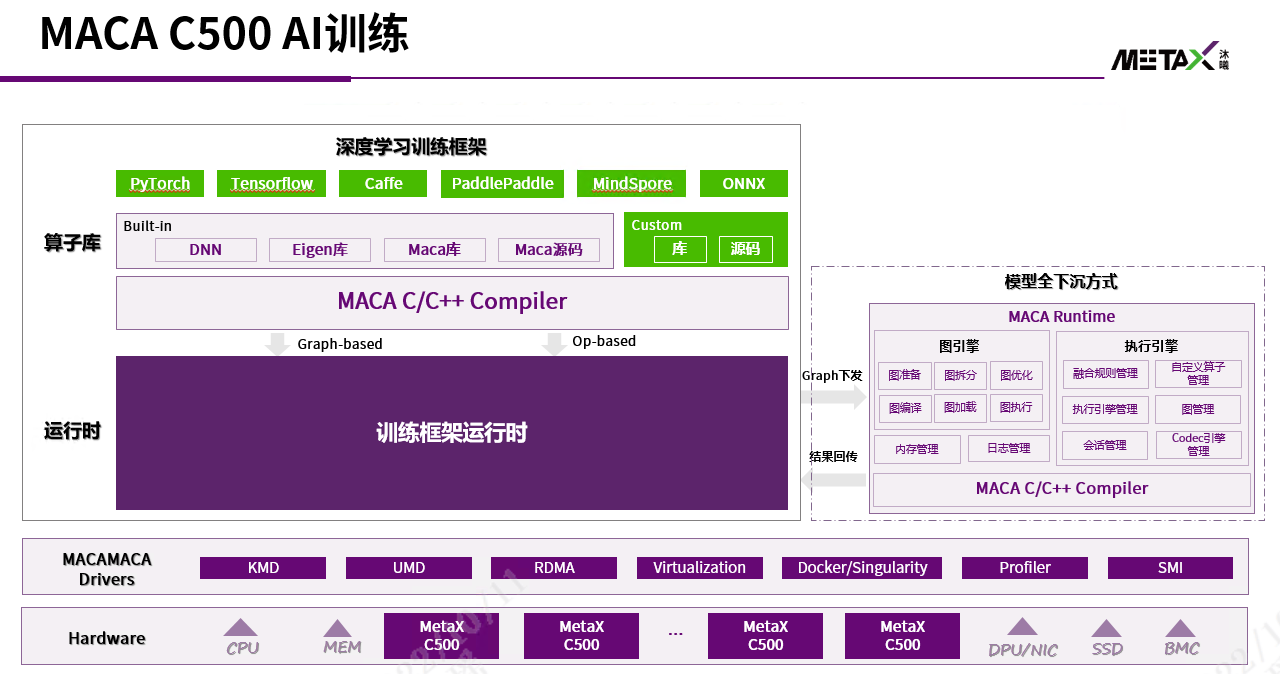 MACA C500 AI训练
METAX 沐曦
深度学习训练框架
PyTorch Tensorflow Caffe PaddlePaddle MindSpore ONNX
算子库
Built-in
DNN Eigen库 Maca库 Maca源码
Custom
库 源码
MACA C/C++ Compiler
Graph-based Op-based
运行时
训练框架运行时
Graph下发
结果回传
模型全下沉方式
MACA Runtime
图引擎
图准备 图拆分 图优化
图编译 图加载 图执行
内存管理 日志管理
执行引擎
融合规则管理 自定义算子
管理
执行引擎管理 图管理
会话管理 Codec引擎
管理
MACA C/C++ Compiler
MACAMACA
Drivers
KMD UMD RDMA Virtualization Docker/Singularity Profiler SMI
Hardware
CPU MEM
MetaX
C500
MetaX
C500
...
MetaX
C500
MetaX
C500
DPU/NIC SSD BMC